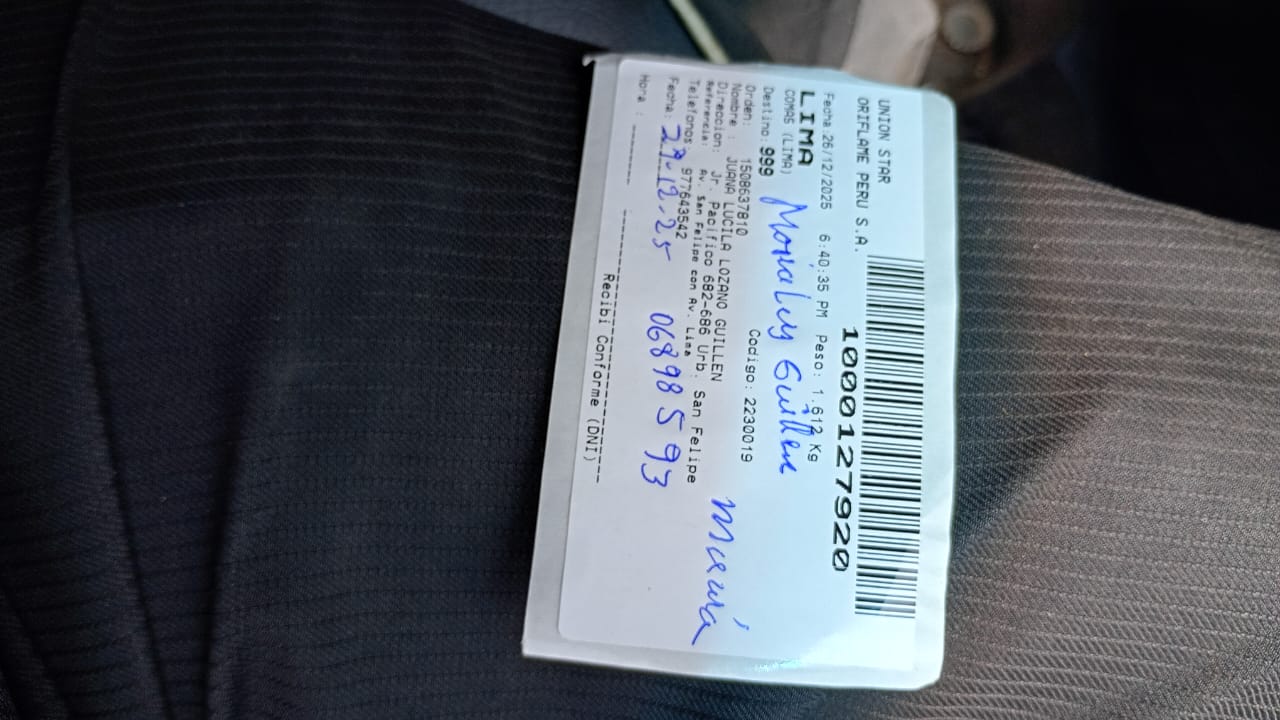 UNION STAR
ORIFLAME PERU S.A.
10001279920
Fecha:26/12/2025 6:40:35 PM Peso: 1.612 Kg
LIMA
COMAS (LIMA)
Destino: 999
Guillen
Orden: 1508637810 Codigo: 2230019
Nombre : JUANA LUCILA LOZANO GUILLEN
Direccion: Jr. Pacifico 682-686 Urb. San Felipe
Referencia: Av. San Felipe con Av. Lima
Telefonos: 977643542
Fecha: 27-12-25 06898593
Hora :
Recibi Conforme (DNI)